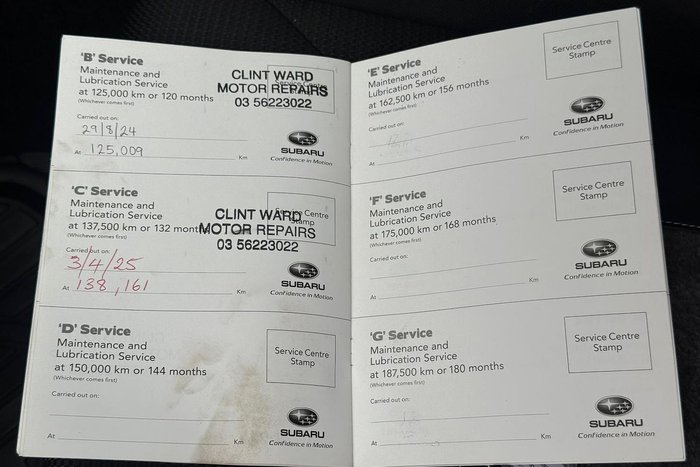 'B' Service
Maintenance and
Lubrication Service
at 125,000 km or 120 months
(Whichever comes first)
CLINT WARD
MOTOR REPAIRS
03 56223022
Carried out on:
29/8/24
At 125,009 Km
SUBARU
Confidence in Motion
'C' Service
Maintenance and
Lubrication Service
at 137,500 km or 132 months
(Whichever comes first)
Stamp
CLINT WARD
MOTOR REPAIRS
03 56223022
Carried out on:
3/4/25
At 138,161 Km
SUBARU
Confidence in Motion
'D' Service
Maintenance and
Lubrication Service
at 150,000 km or 144 months
(Whichever comes first)
Service Centre
Stamp
Carried out on:
At Km
SUBARU
Confidence in Motion
'E' Service
Maintenance and
Lubrication Service
at 162,500 km or 156 months
(Whichever comes first)
Service Centre
Stamp
Carried out on:
At Km
SUBARU
Confidence in Motion
'F' Service
Maintenance and
Lubrication Service
at 175,000 km or 168 months
(Whichever comes first)
Service Centre
Stamp
Carried out on:
At Km
SUBARU
Confidence in Motion
'G' Service
Maintenance and
Lubrication Service
at 187,500 km or 180 months
(Whichever comes first)
Service Centre
Stamp
Carried out on:
At Km
SUBARU
Confidence in Motion